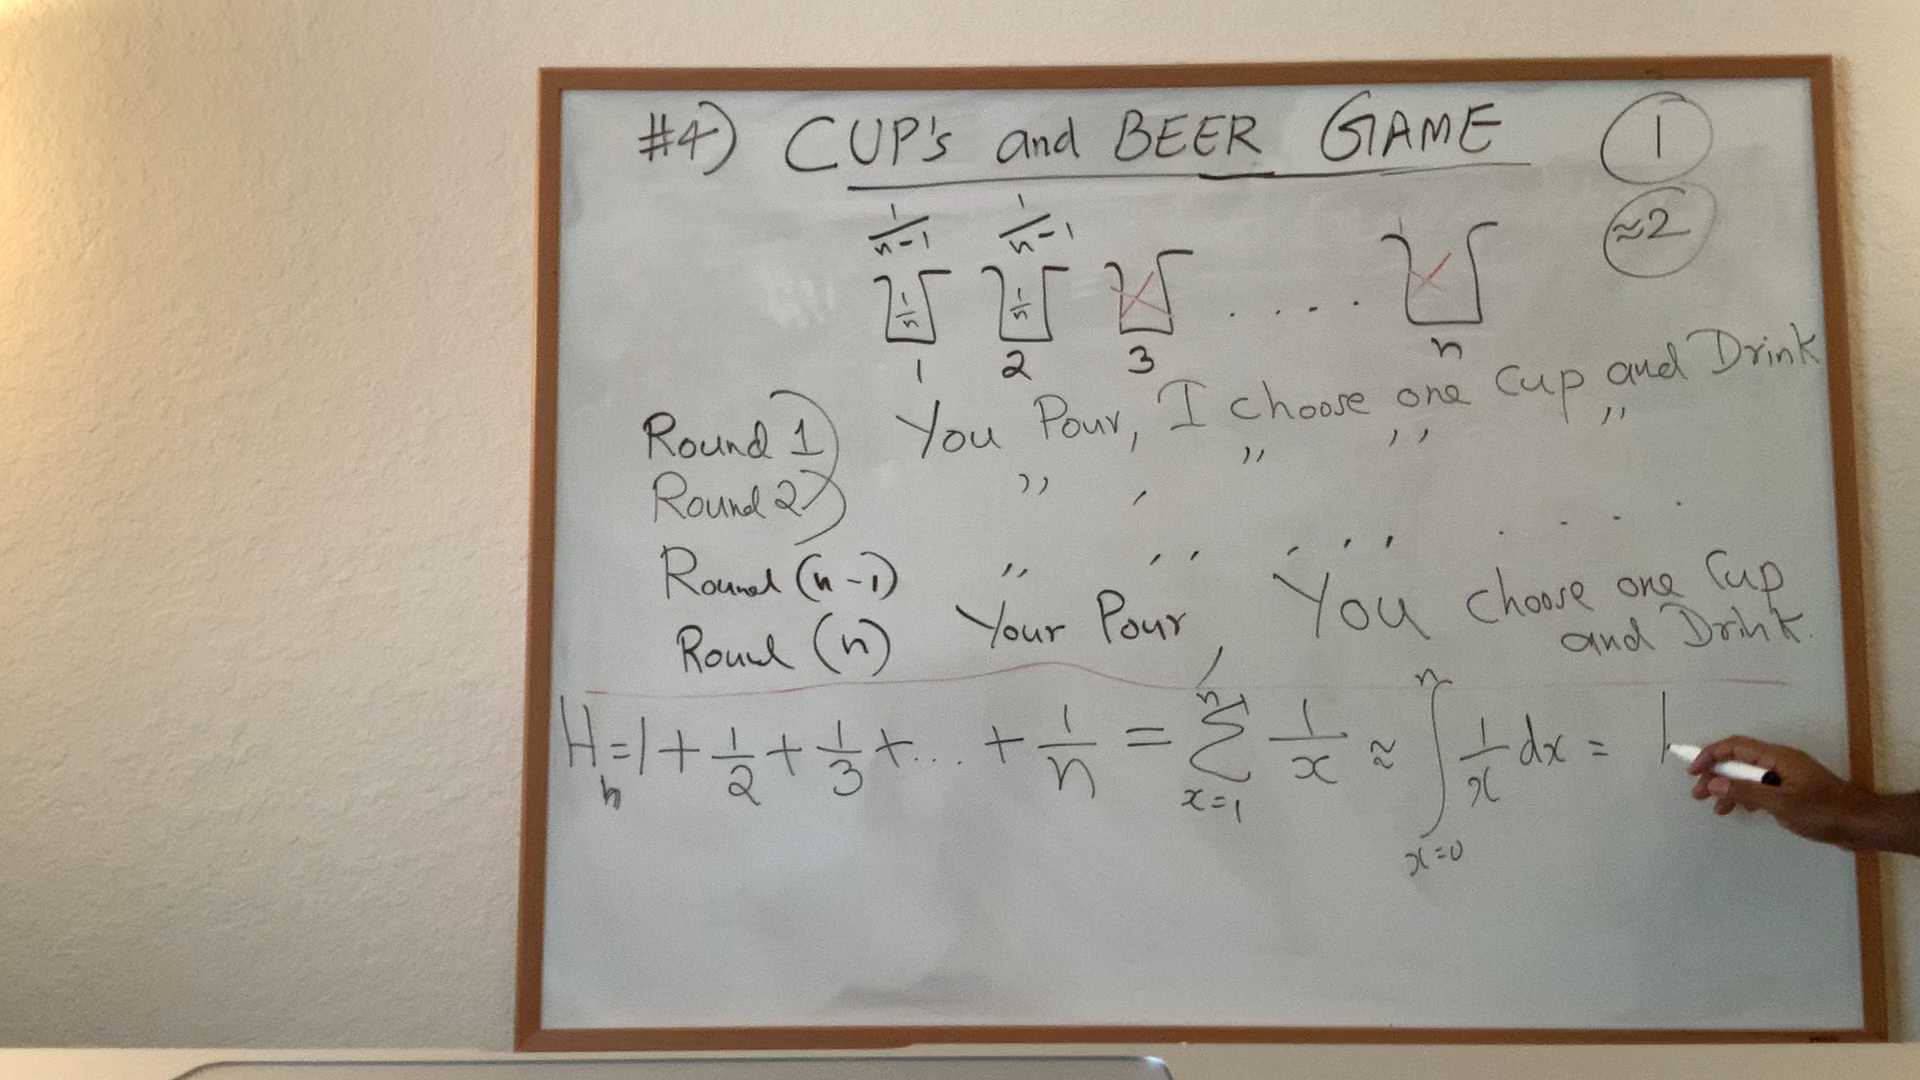 #4) CUP's and BEER GAME 1
≈2
1/n-1 1/n-1
1/n 1/n
1 2 3 .... n
Round 1) You Pour, I choose one Cup and Drink
Round 2) ,, ,, ,, ,,
Round (n-1) ,, ,,
Round (n) Your Pour, You choose one Cup
and Drink.
Hn = 1 + 1/2 + 1/3 + ... + 1/n = n Σ x=1 1/x ≈ n ∫ x=0 1/x dx =